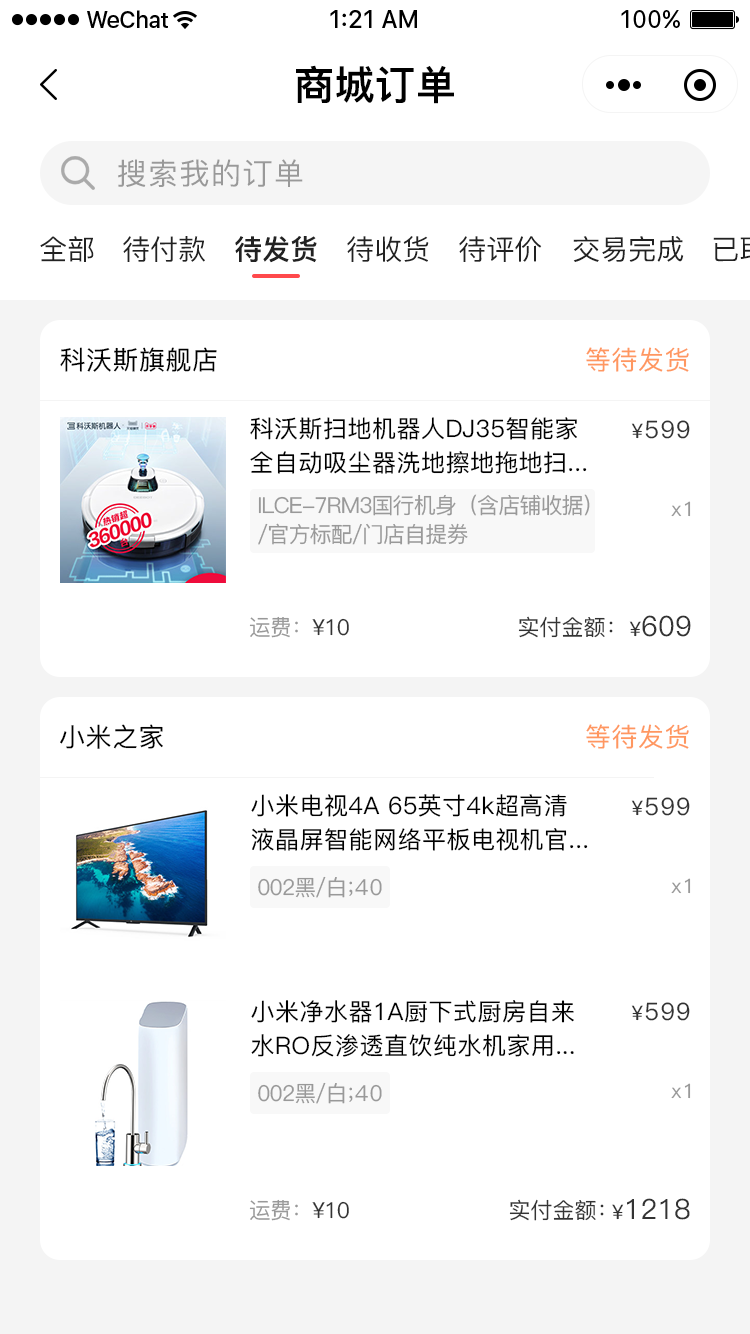 WeChat
1:21 AM
100%
商城订单
搜索我的订单
全部
待付款
待发货
待收货
待评价
交易完成
已取
科沃斯旗舰店
等待发货
科沃斯机器人
热销超
360000
台
科沃斯扫地机器人DJ35智能家
¥599
全自动吸尘器洗地擦地拖地扫...
ILCE-7RM3国行机身（含店铺收据）
/官方标配/门店自提券
x1
运费：¥10
实付金额：¥609
小米之家
等待发货
小米电视4A 65英寸4k超高清
¥599
液晶屏智能网络平板电视机官...
002黑/白;40
x1
小米净水器1A厨下式厨房自来
¥599
水RO反渗透直饮纯水机家用...
002黑/白;40
x1
运费：¥10
实付金额：¥1218